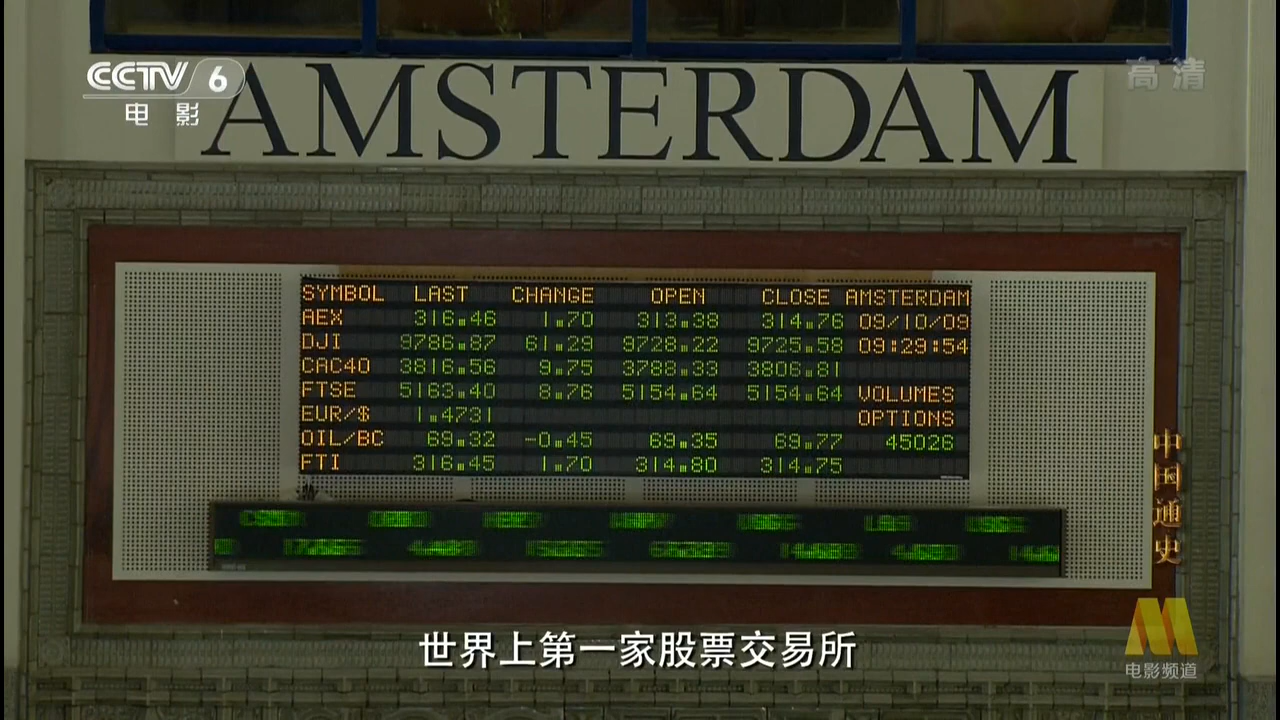 CCTV 6
电影
高清
AMSTERDAM
SYMBOL LAST CHANGE OPEN CLOSE AMSTERDAM
AEX 316.46 1.70 313.38 314.76 09/10/09
DJI 9786.87 61.29 9728.22 9725.58 09:29:54
CAC40 3816.56 9.75 3788.33 3806.81
FTSE 5163.40 8.76 5154.64 5154.64 VOLUMES
EUR/$ 1.4731 OPTIONS
OIL/BC 69.32 -0.45 69.35 69.77 45026
FTI 316.45 1.70 314.80 314.75
中国通史
世界上第一家股票交易所
电影频道